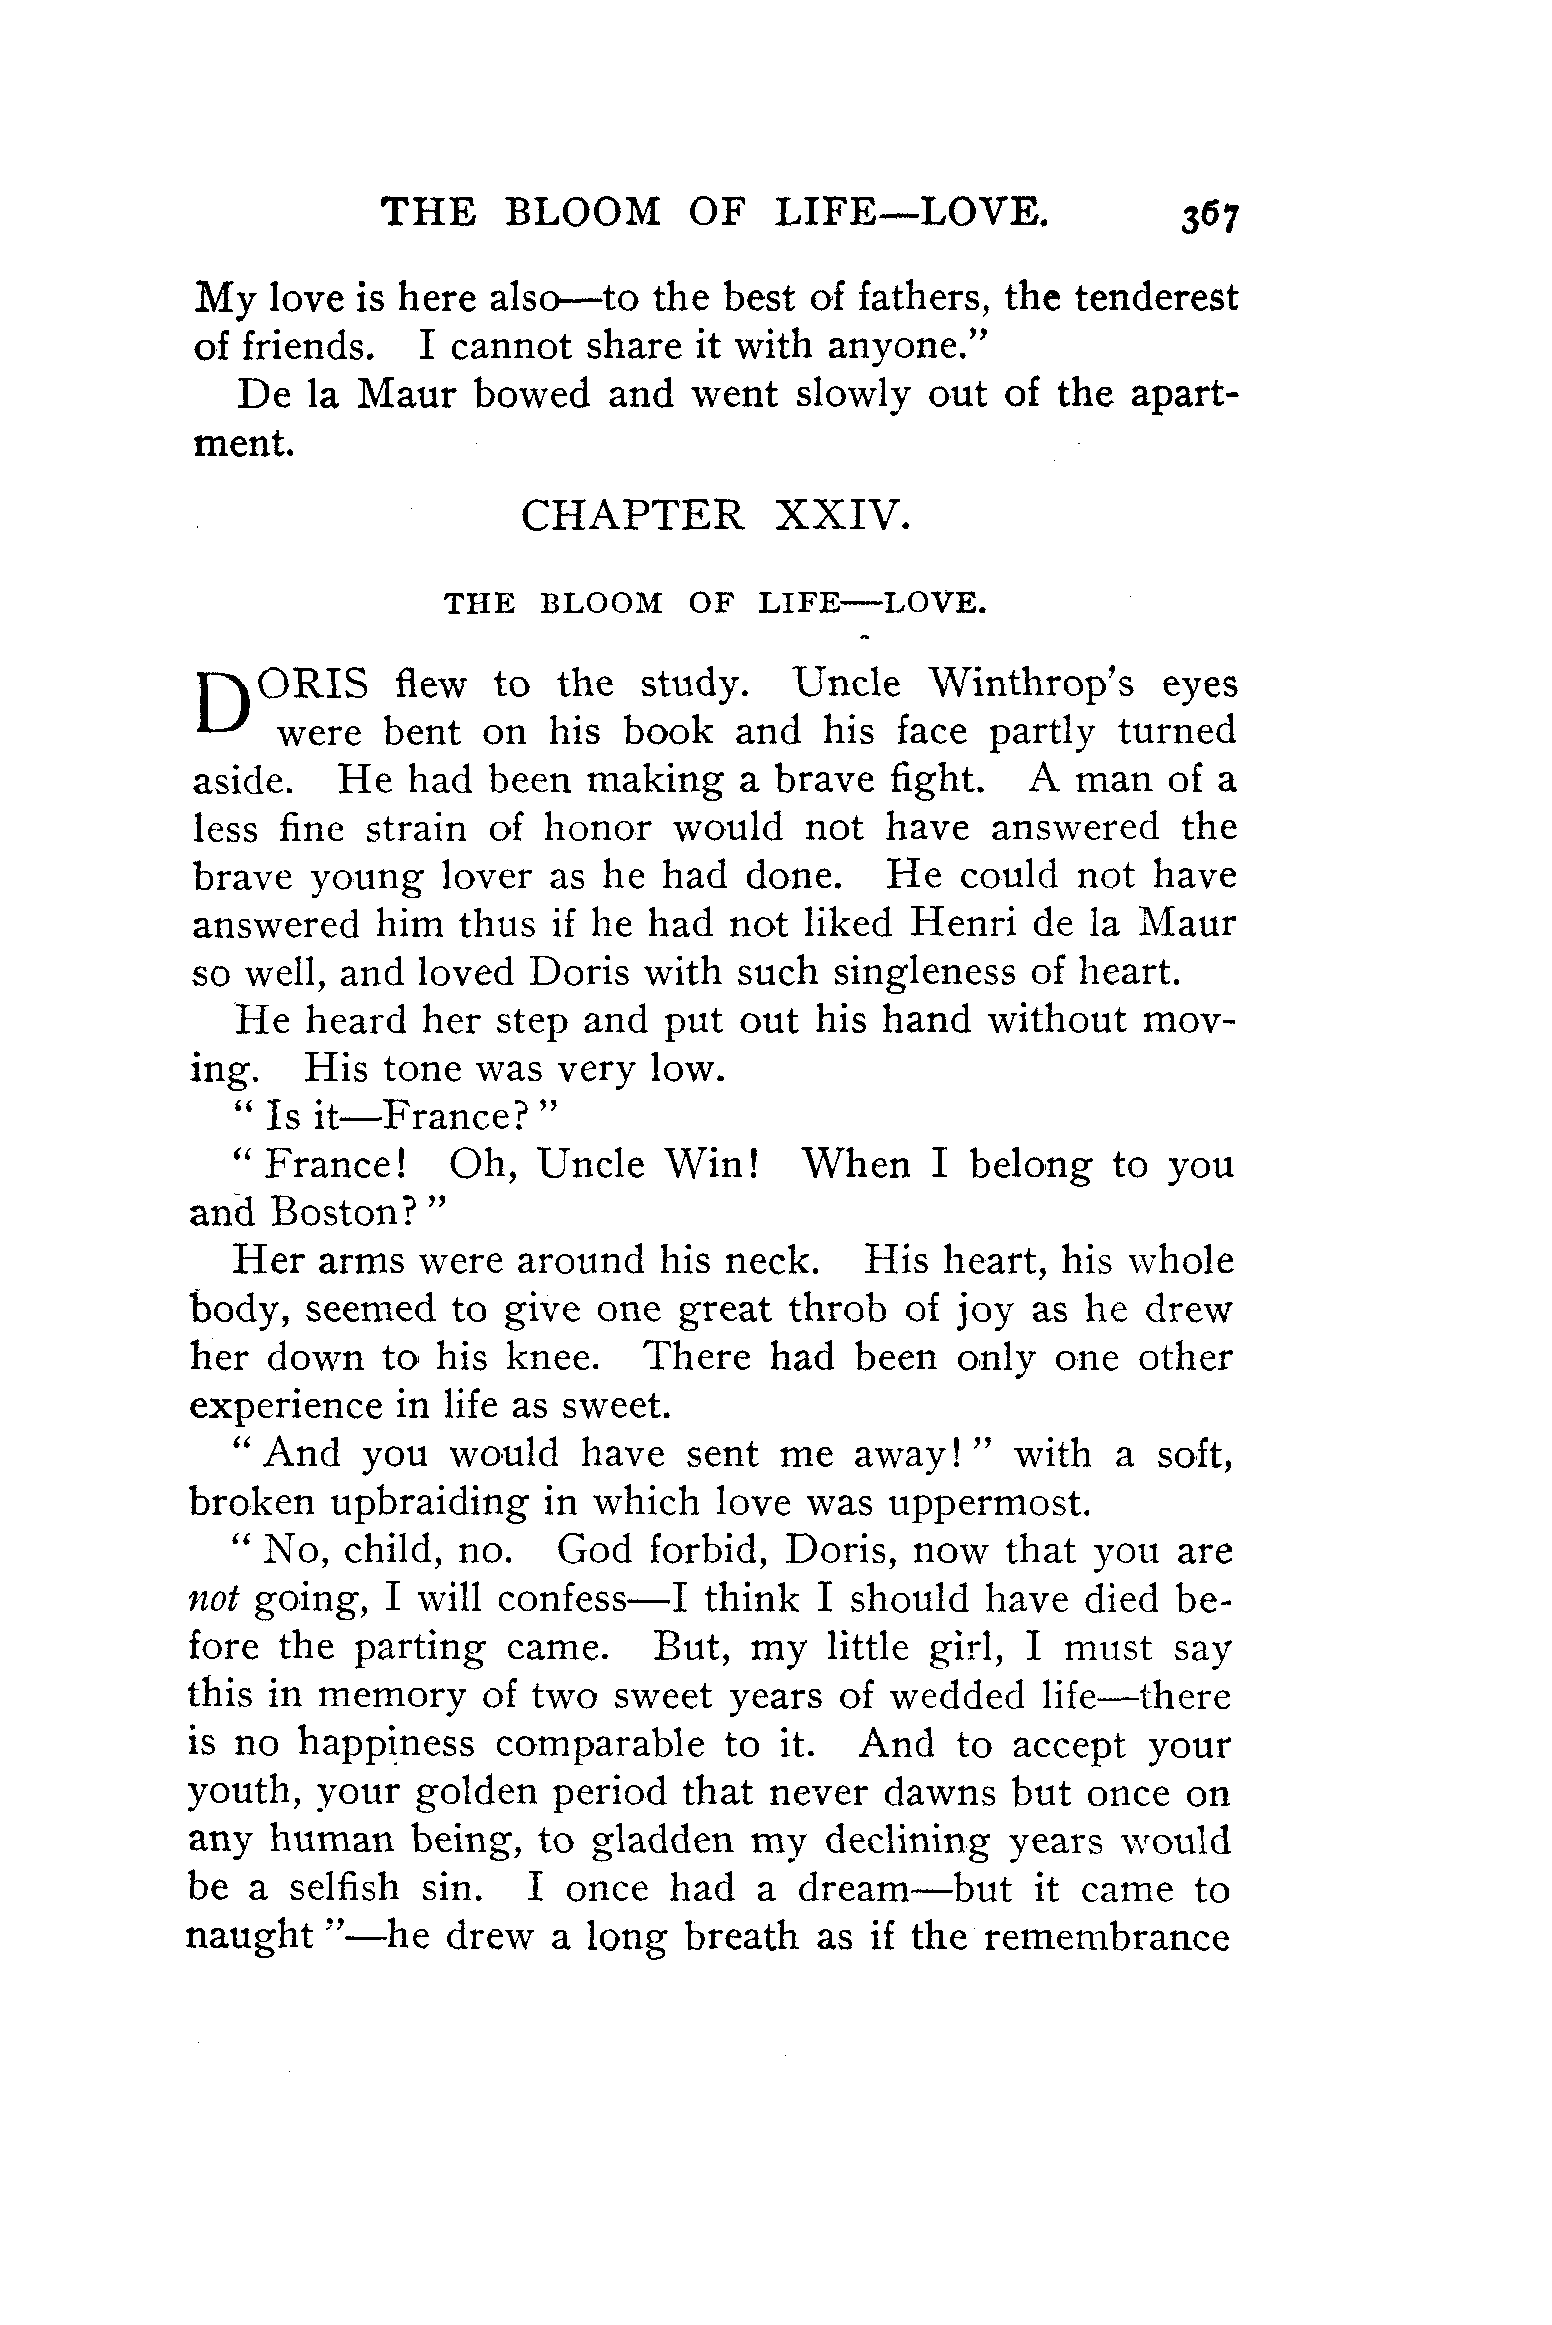 THE BLOOM OF LIFE—LOVE. 367
My love is here also—to the best of fathers, the tenderest
of friends. I cannot share it with anyone.”
De la Maur bowed and went slowly out of the apart-
ment.
CHAPTER XXIV.
THE BLOOM OF LIFE—LOVE.
DORIS flew to the study. Uncle Winthrop’s eyes
were bent on his book and his face partly turned
aside. He had been making a brave fight. A man of a
less fine strain of honor would not have answered the
brave young lover as he had done. He could not have
answered him thus if he had not liked Henri de la Maur
so well, and loved Doris with such singleness of heart.
He heard her step and put out his hand without mov-
ing. His tone was very low.
“ Is it—France? ”
“ France! Oh, Uncle Win! When I belong to you
and Boston? ”
Her arms were around his neck. His heart, his whole
body, seemed to give one great throb of joy as he drew
her down to his knee. There had been only one other
experience in life as sweet.
“ And you would have sent me away! ” with a soft,
broken upbraiding in which love was uppermost.
“ No, child, no. God forbid, Doris, now that you are
not going, I will confess—I think I should have died be-
fore the parting came. But, my little girl, I must say
this in memory of two sweet years of wedded life—there
is no happiness comparable to it. And to accept your
youth, your golden period that never dawns but once on
any human being, to gladden my declining years would
be a selfish sin. I once had a dream—but it came to
naught ”—he drew a long breath as if the remembrance